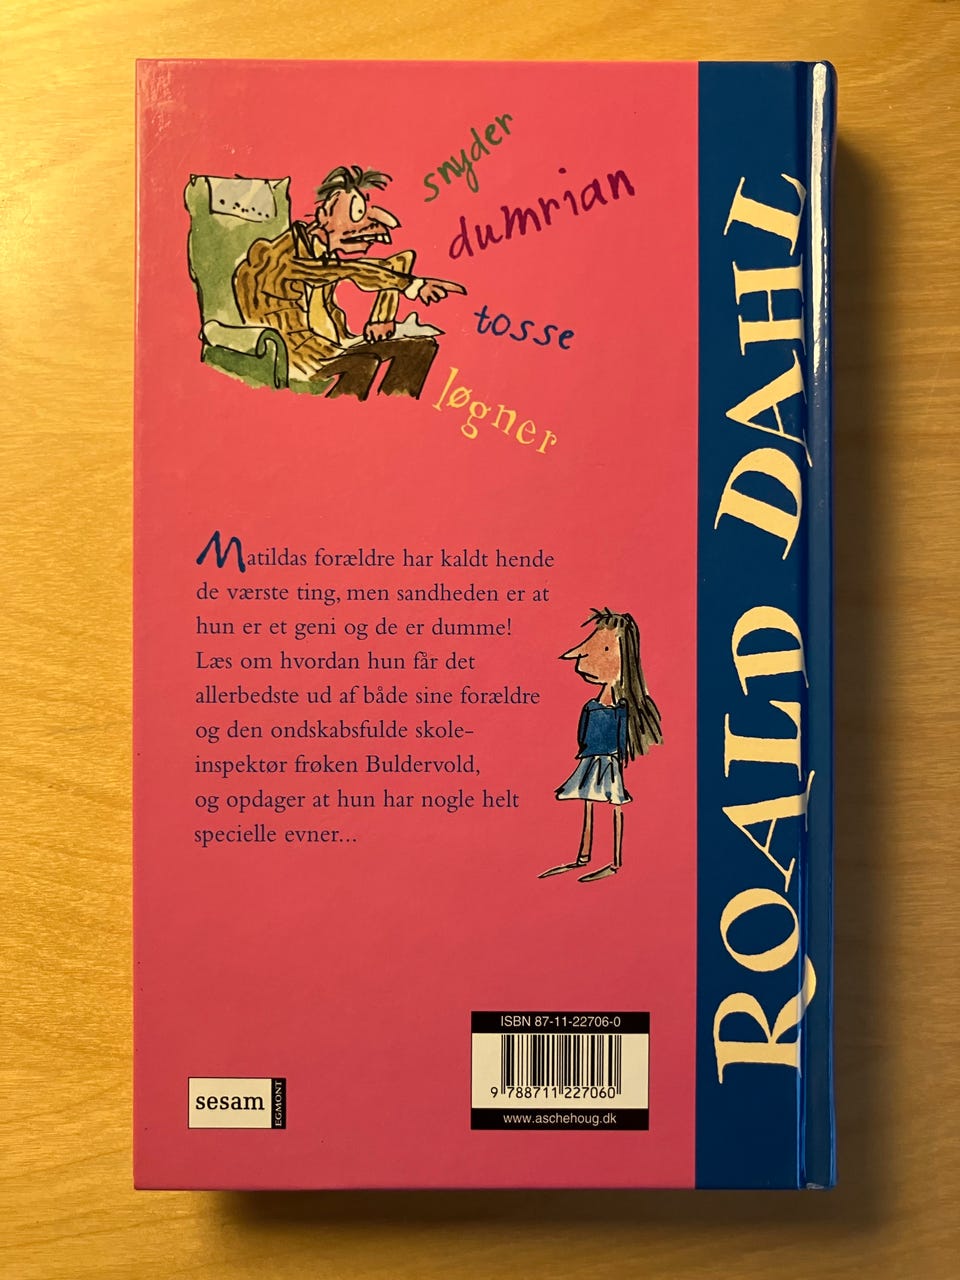 snyder
dumrian
tosse
løgner
Matildas forældre har kaldt hende
de værste ting, men sandheden er at
hun er et geni og de er dumme!
Læs om hvordan hun får det
allerbedste ud af både sine forældre
og den ondskabsfulde skole-
inspektør frøken Buldervold,
og opdager at hun har nogle helt
specielle evner...
sesam
EGMONT
ISBN 87-11-22706-0
9 788711 227060
www.aschehoug.dk
ROALD DAHL